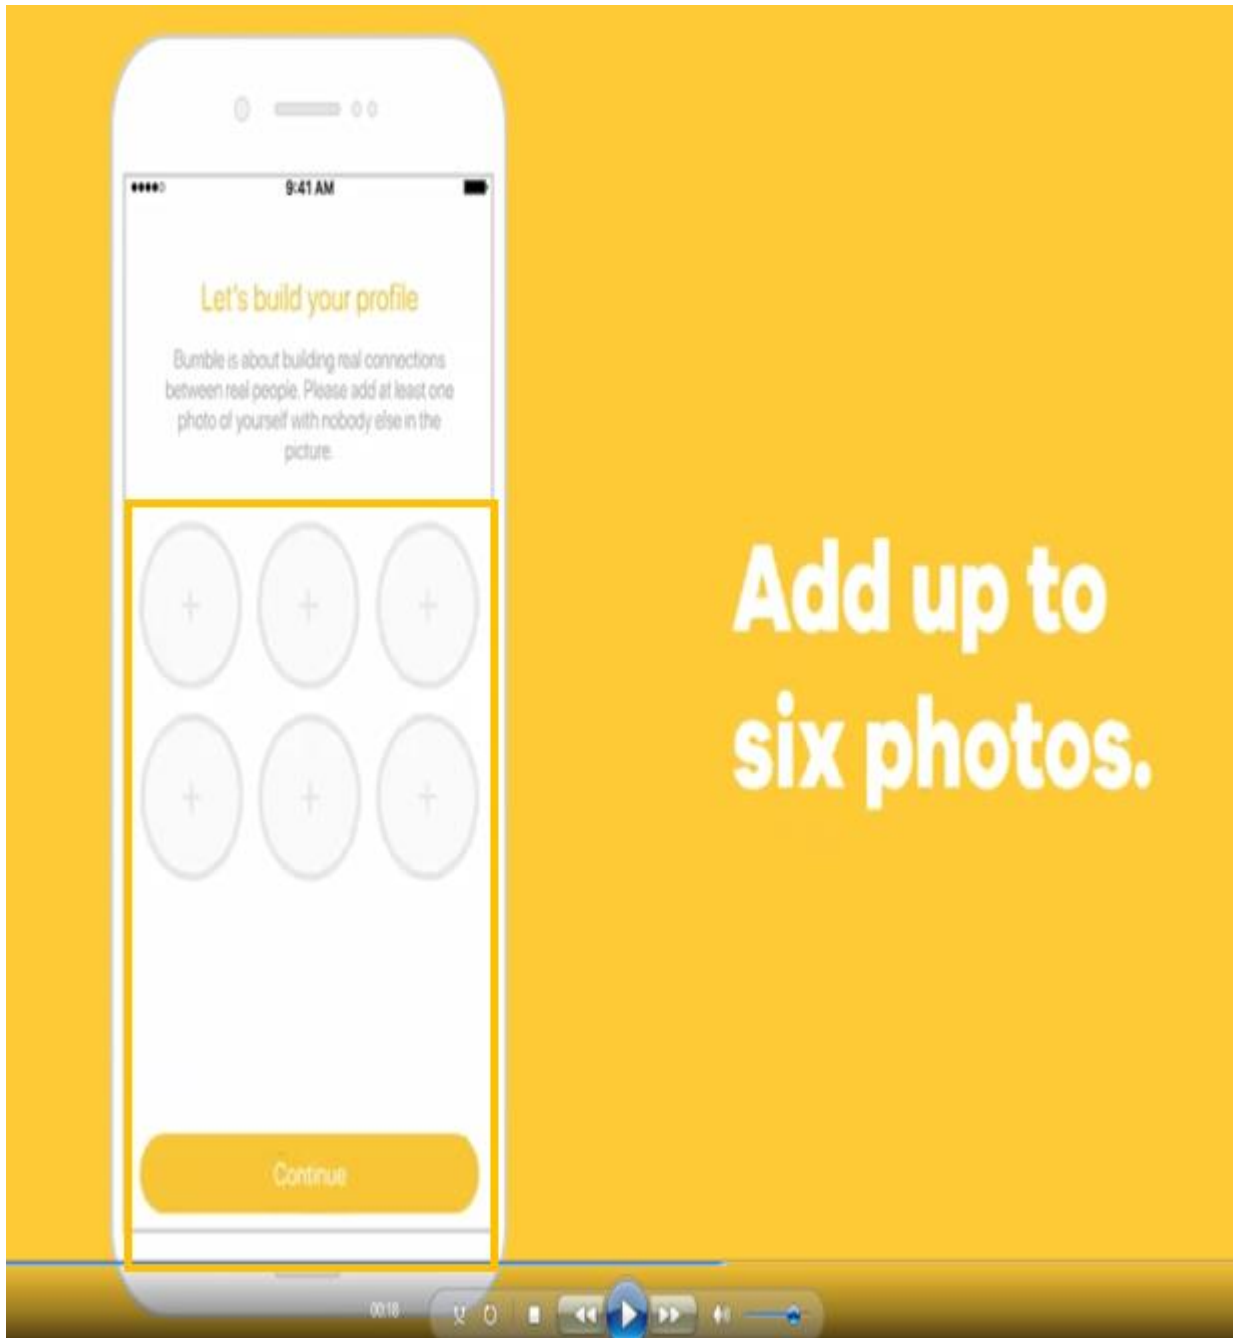 9:41 AM
Let's build your profile
Bumble is about building real connections
between real people. Please add at least one
photo of yourself with nobody else in the
picture.
Continue
Add up to
six photos.
00:18